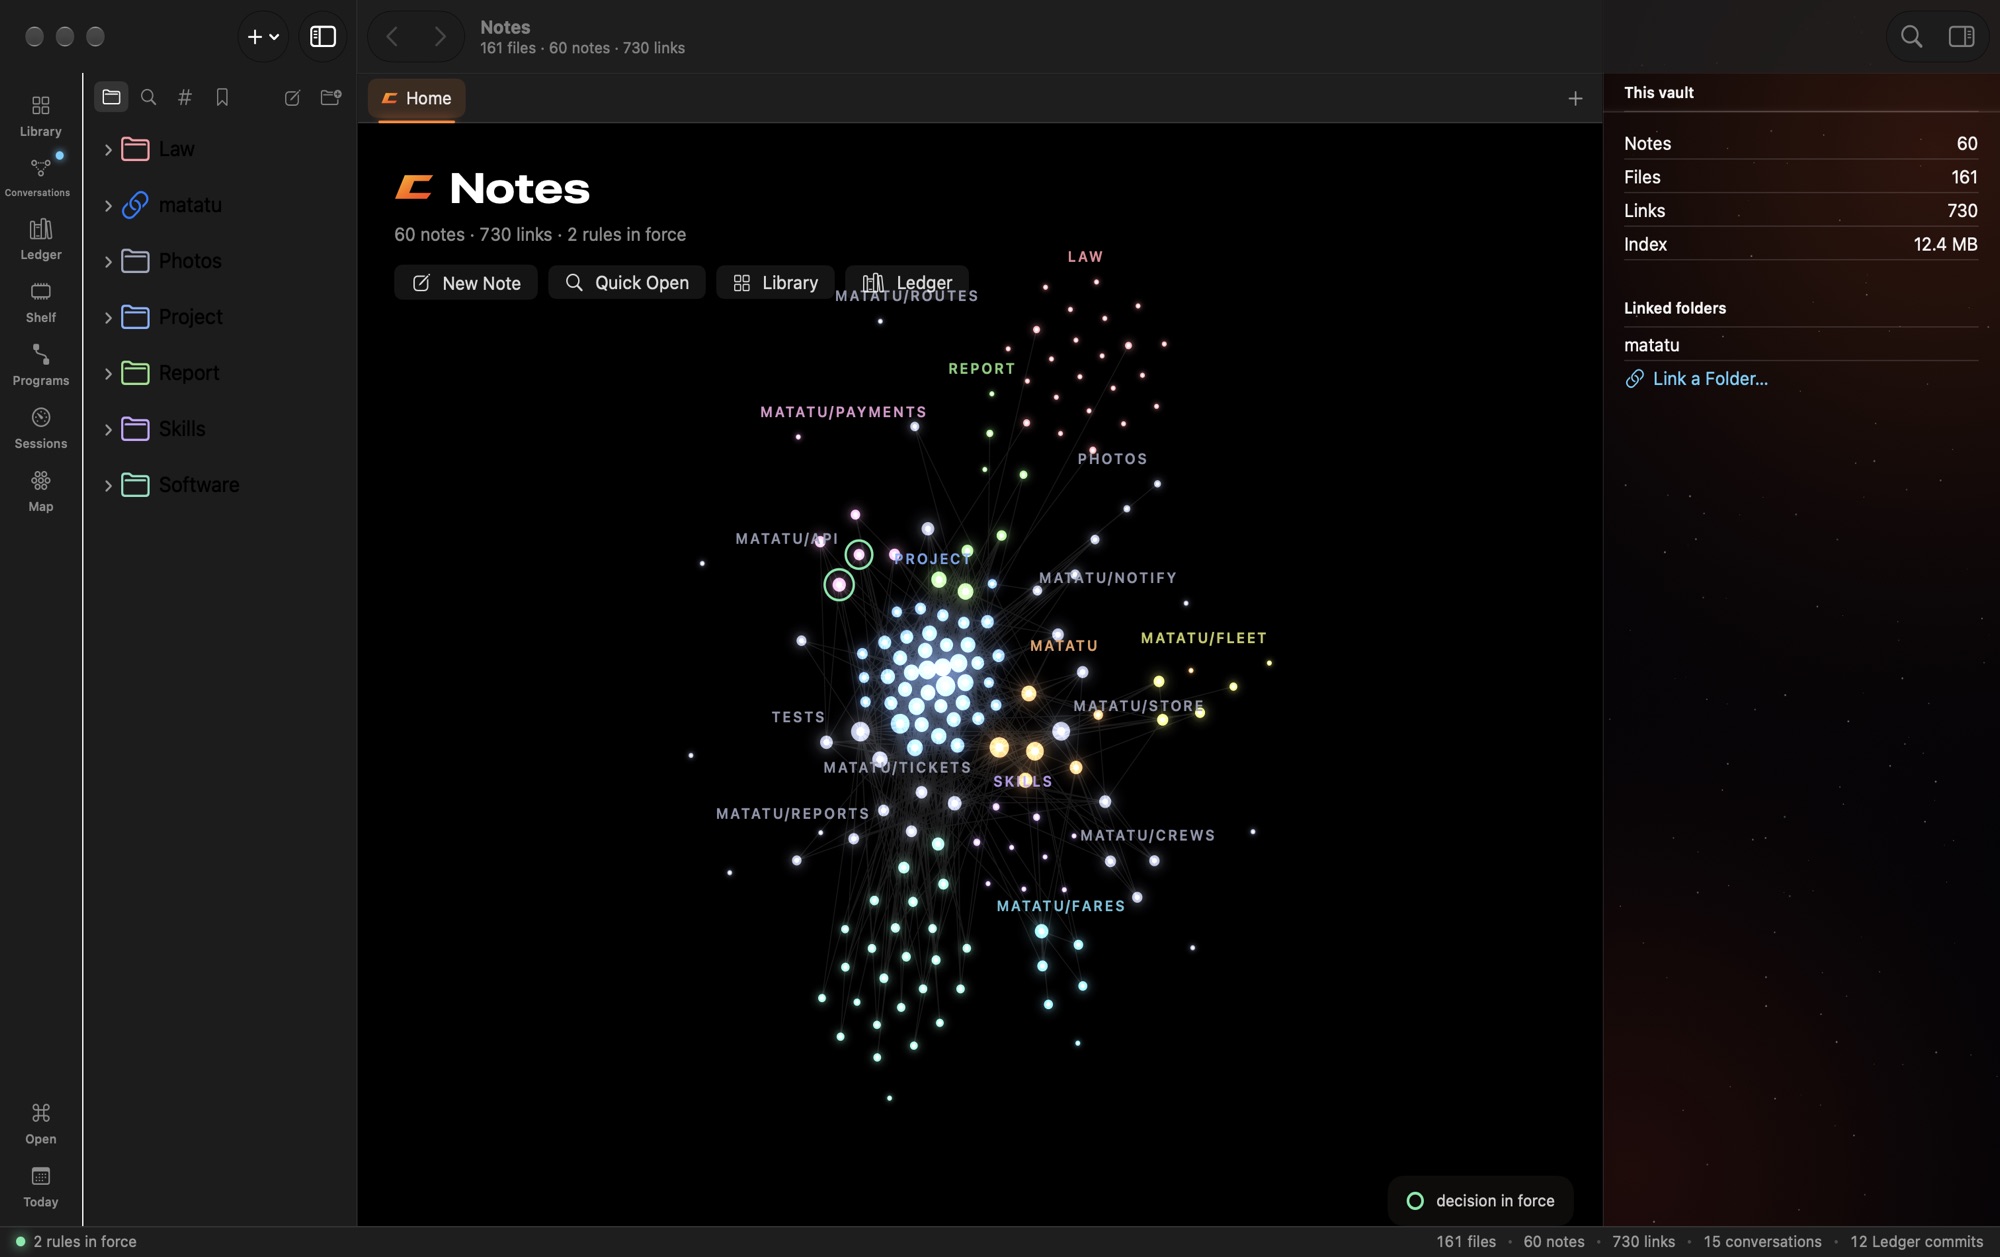 Notes
161 files · 60 notes · 730 links
Library
Conversations
Ledger
Shelf
Programs
Sessions
Map
Open
Today
Law
matatu
Photos
Project
Report
Skills
Software
Home
Notes
60 notes · 730 links · 2 rules in force
New Note
Quick Open
Library
Ledger
LAW
MATATU/ROUTES
REPORT
MATATU/PAYMENTS
PHOTOS
MATATU/API
PROJECT
MATATU/NOTIFY
MATATU
MATATU/FLEET
MATATU/STORE
TESTS
MATATU/TICKETS
SKILLS
MATATU/REPORTS
MATATU/CREWS
MATATU/FARES
decision in force
This vault
Notes 60
Files 161
Links 730
Index 12.4 MB
Linked folders
matatu
Link a Folder...
2 rules in force
161 files · 60 notes · 730 links · 15 conversations · 12 Ledger commits